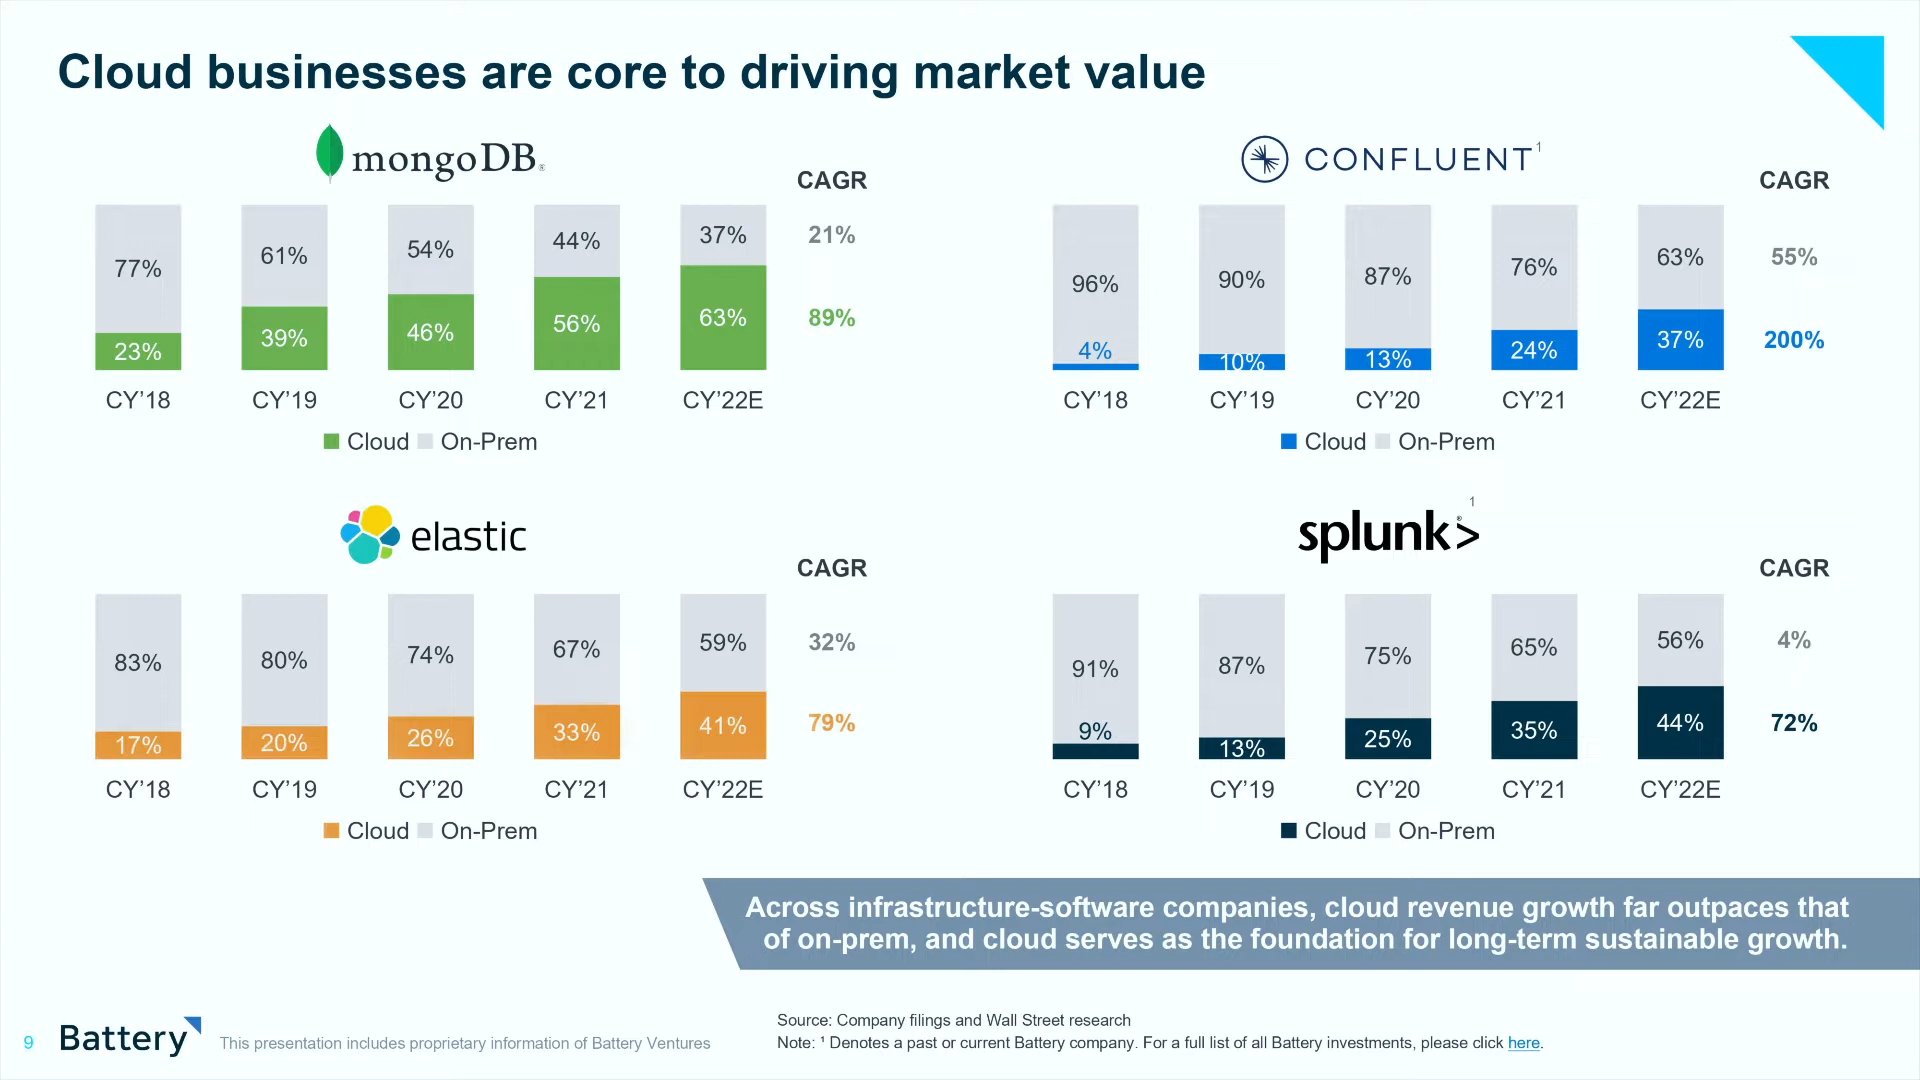 Cloud businesses are core to driving market value
mongoDB®
CAGR
77% 61% 54% 44% 37% 21%
23% 39% 46% 56% 63% 89%
CY’18 CY’19 CY’20 CY’21 CY’22E
Cloud On-Prem
CONFLUENT¹
CAGR
96% 90% 87% 76% 63% 55%
4% 10% 13% 24% 37% 200%
CY’18 CY’19 CY’20 CY’21 CY’22E
Cloud On-Prem
elastic
CAGR
83% 80% 74% 67% 59% 32%
17% 20% 26% 33% 41% 79%
CY’18 CY’19 CY’20 CY’21 CY’22E
Cloud On-Prem
splunk>® ¹
CAGR
91% 87% 75% 65% 56% 4%
9% 13% 25% 35% 44% 72%
CY’18 CY’19 CY’20 CY’21 CY’22E
Cloud On-Prem
Across infrastructure-software companies, cloud revenue growth far outpaces that
of on-prem, and cloud serves as the foundation for long-term sustainable growth.
9 Battery This presentation includes proprietary information of Battery Ventures
Source: Company filings and Wall Street research
Note: ¹ Denotes a past or current Battery company. For a full list of all Battery investments, please click here.